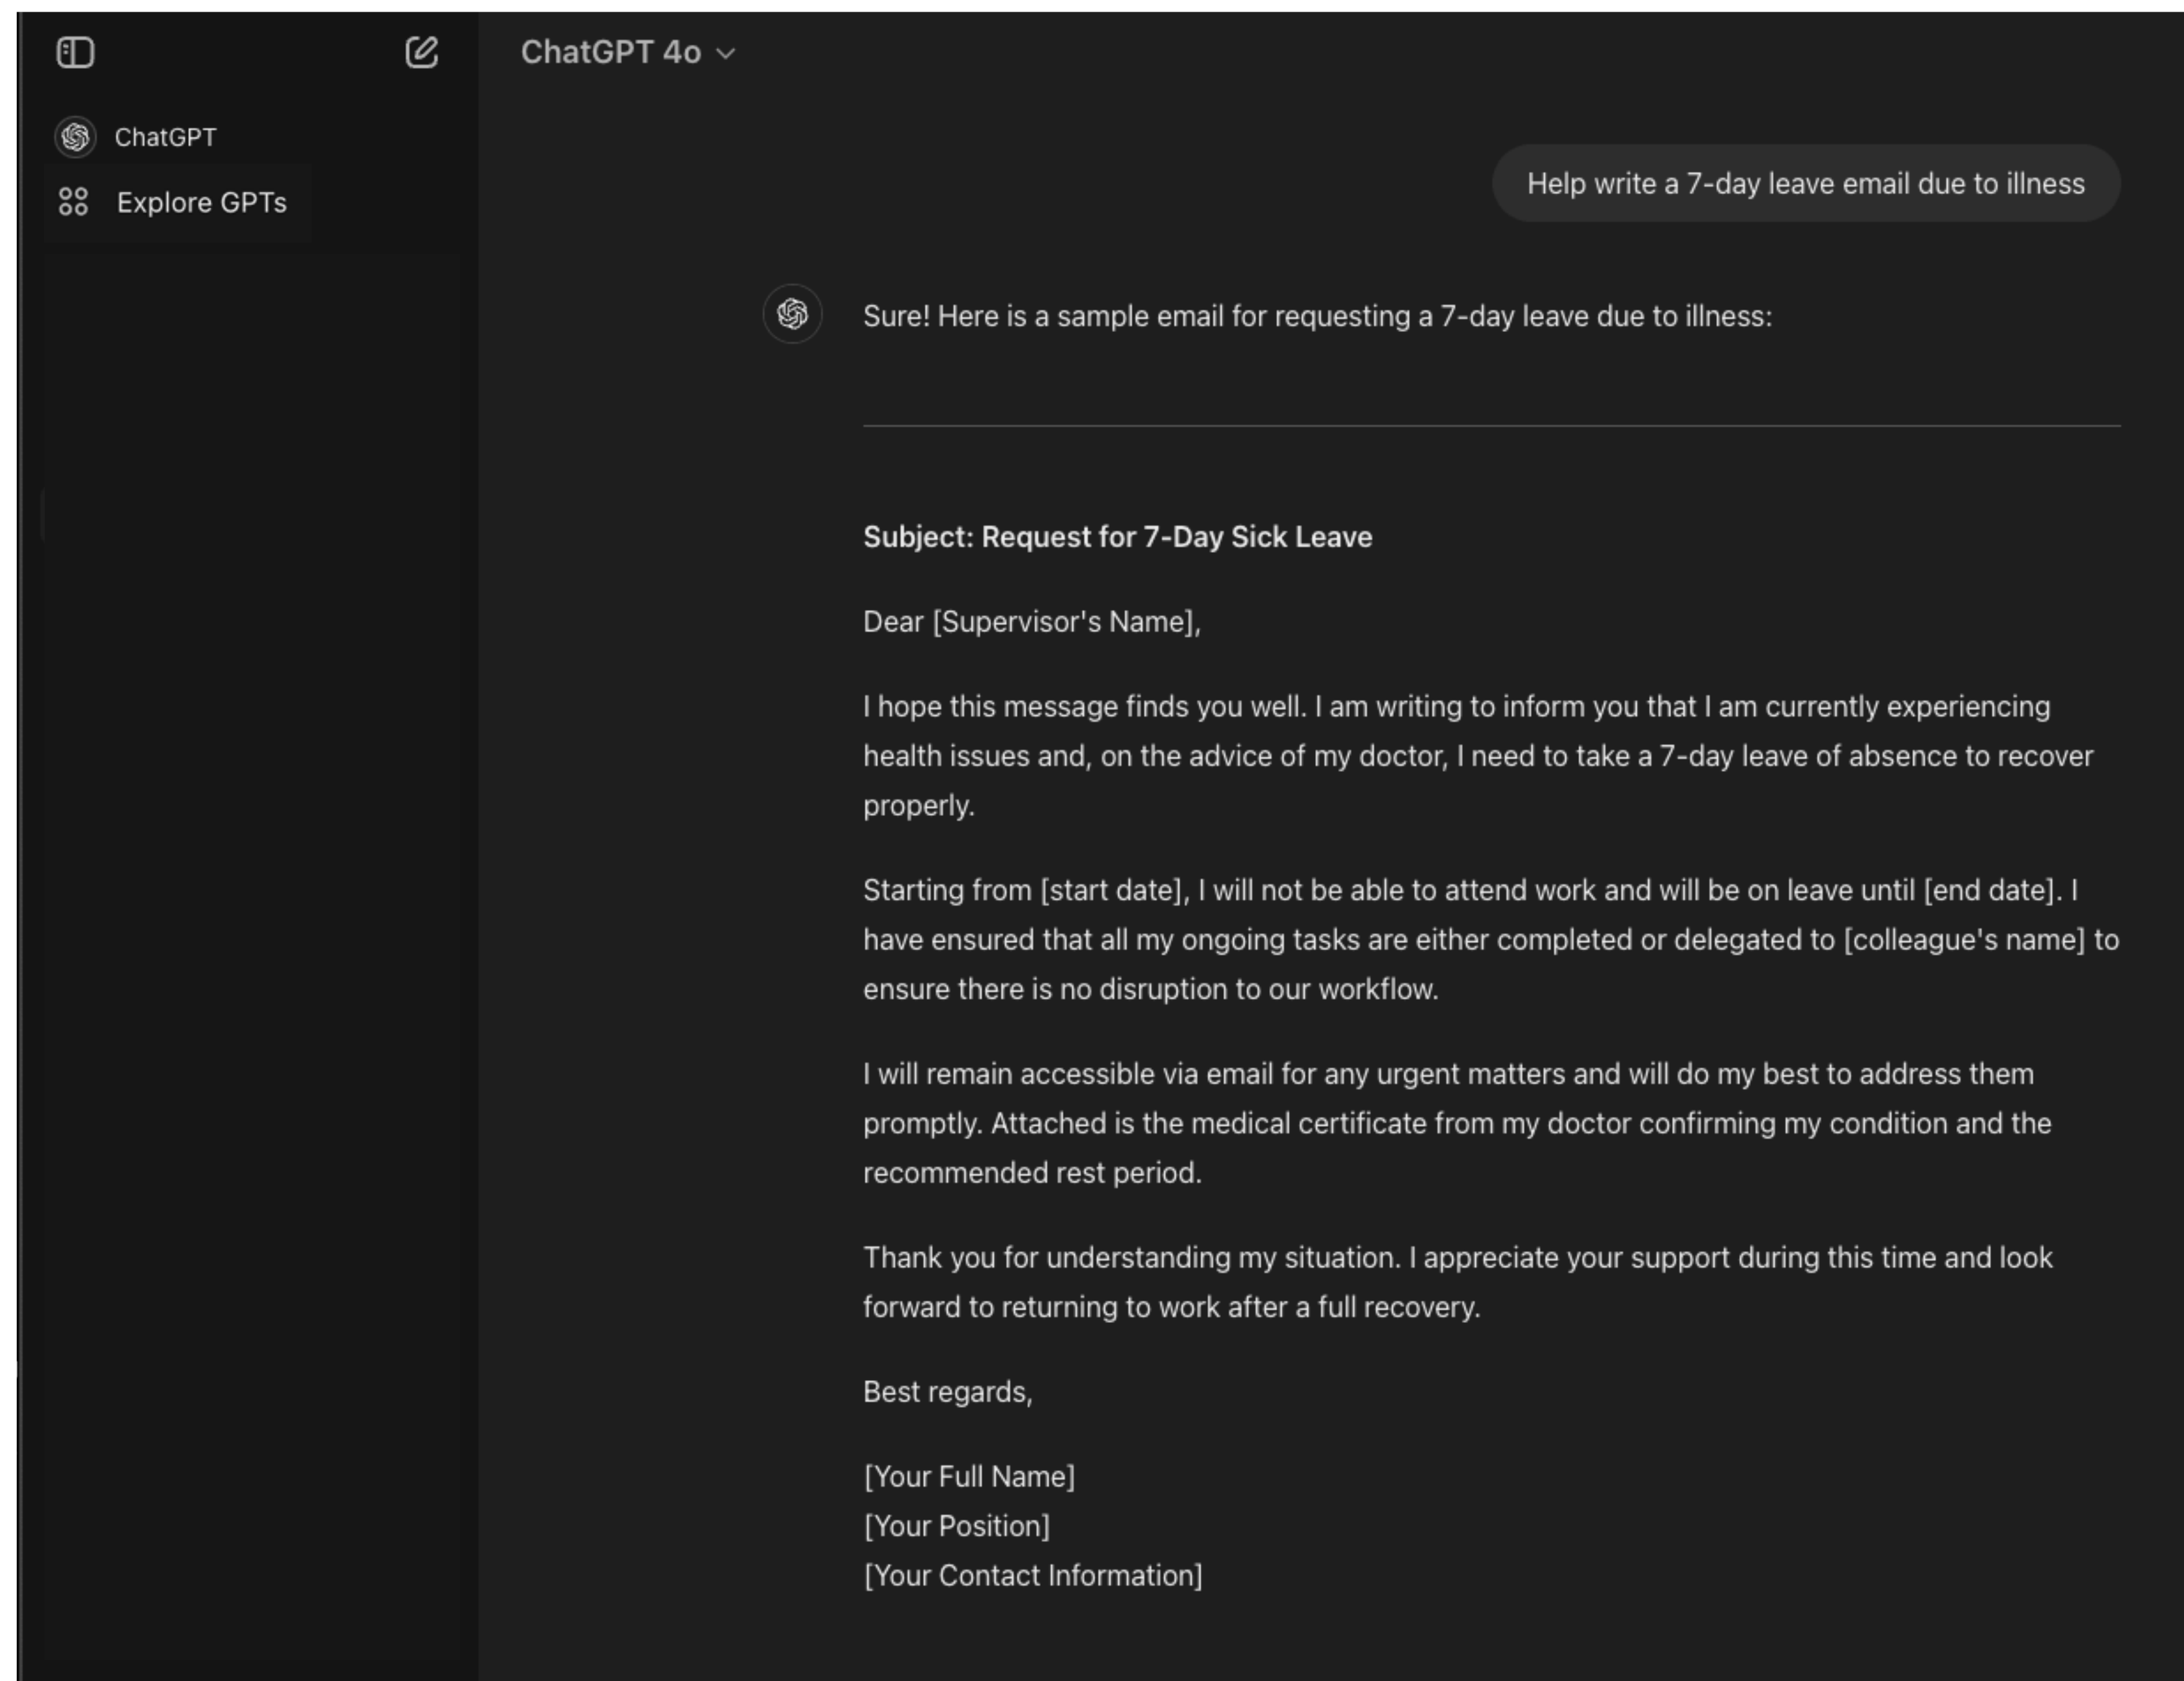 ChatGPT 4o
ChatGPT
Explore GPTs
Help write a 7-day leave email due to illness
Sure! Here is a sample email for requesting a 7-day leave due to illness:
Subject: Request for 7-Day Sick Leave
Dear [Supervisor's Name],
I hope this message finds you well. I am writing to inform you that I am currently experiencing
health issues and, on the advice of my doctor, I need to take a 7-day leave of absence to recover
properly.
Starting from [start date], I will not be able to attend work and will be on leave until [end date]. I
have ensured that all my ongoing tasks are either completed or delegated to [colleague's name] to
ensure there is no disruption to our workflow.
I will remain accessible via email for any urgent matters and will do my best to address them
promptly. Attached is the medical certificate from my doctor confirming my condition and the
recommended rest period.
Thank you for understanding my situation. I appreciate your support during this time and look
forward to returning to work after a full recovery.
Best regards,
[Your Full Name]
[Your Position]
[Your Contact Information]